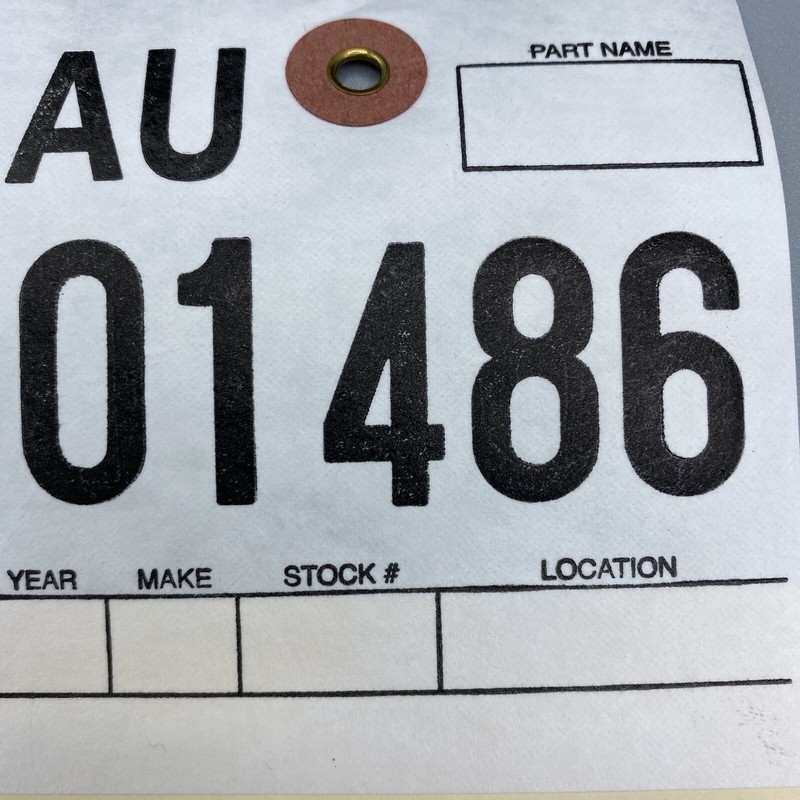 AU
PART NAME
01486
YEAR MAKE STOCK # LOCATION